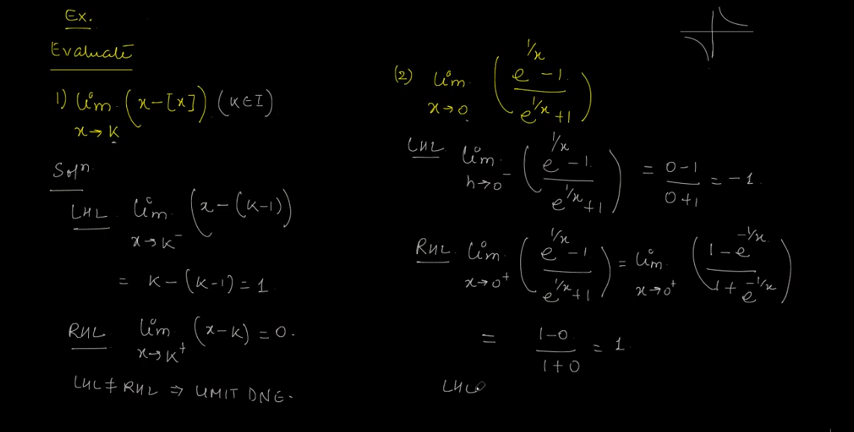 Ex.
Evaluate
1) lim x→K (x-[x]) (K∈I)
Solⁿ
LHL lim x→K⁻ (x-(K-1))
= K-(K-1)=1.
RHL lim x→K⁺ (x-K)=0.
LHL≠RHL ⇒ LIMIT DNE.
(2) lim x→0 (e^{1/x} -1 / e^{1/x}+1)
LHL lim h→0⁻ (e^{1/x} -1 / e^{1/x}+1) = 0-1 / 0+1 = -1.
RHL lim x→0⁺ (e^{1/x} -1 / e^{1/x}+1) = lim x→0⁺ (1-e^{-1/x} / 1+e^{-1/x})
= 1-0 / 1+0 = 1.
LHL